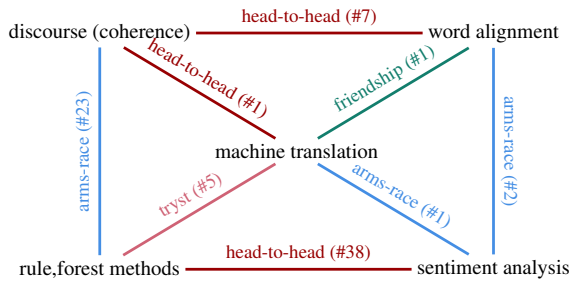 head-to-head (#7)
discourse (coherence)
word alignment
head-to-head (#1)
friendship (#1)
arms-race (#23)
arms-race (#2)
machine translation
tryst (#5)
arms-race (#1)
head-to-head (#38)
rule,forest methods
sentiment analysis